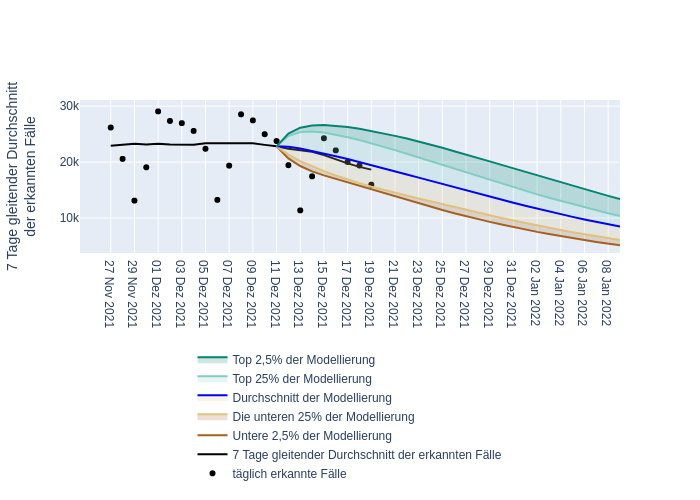 7 Tage gleitender Durchschnitt
der erkannten Fälle
30k
20k
10k
27 Nov 2021
29 Nov 2021
01 Dez 2021
03 Dez 2021
05 Dez 2021
07 Dez 2021
09 Dez 2021
11 Dez 2021
13 Dez 2021
15 Dez 2021
17 Dez 2021
19 Dez 2021
21 Dez 2021
23 Dez 2021
25 Dez 2021
27 Dez 2021
29 Dez 2021
31 Dez 2021
02 Jan 2022
04 Jan 2022
06 Jan 2022
08 Jan 2022
Top 2,5% der Modellierung
Top 25% der Modellierung
Durchschnitt der Modellierung
Die unteren 25% der Modellierung
Untere 2,5% der Modellierung
7 Tage gleitender Durchschnitt der erkannten Fälle
täglich erkannte Fälle